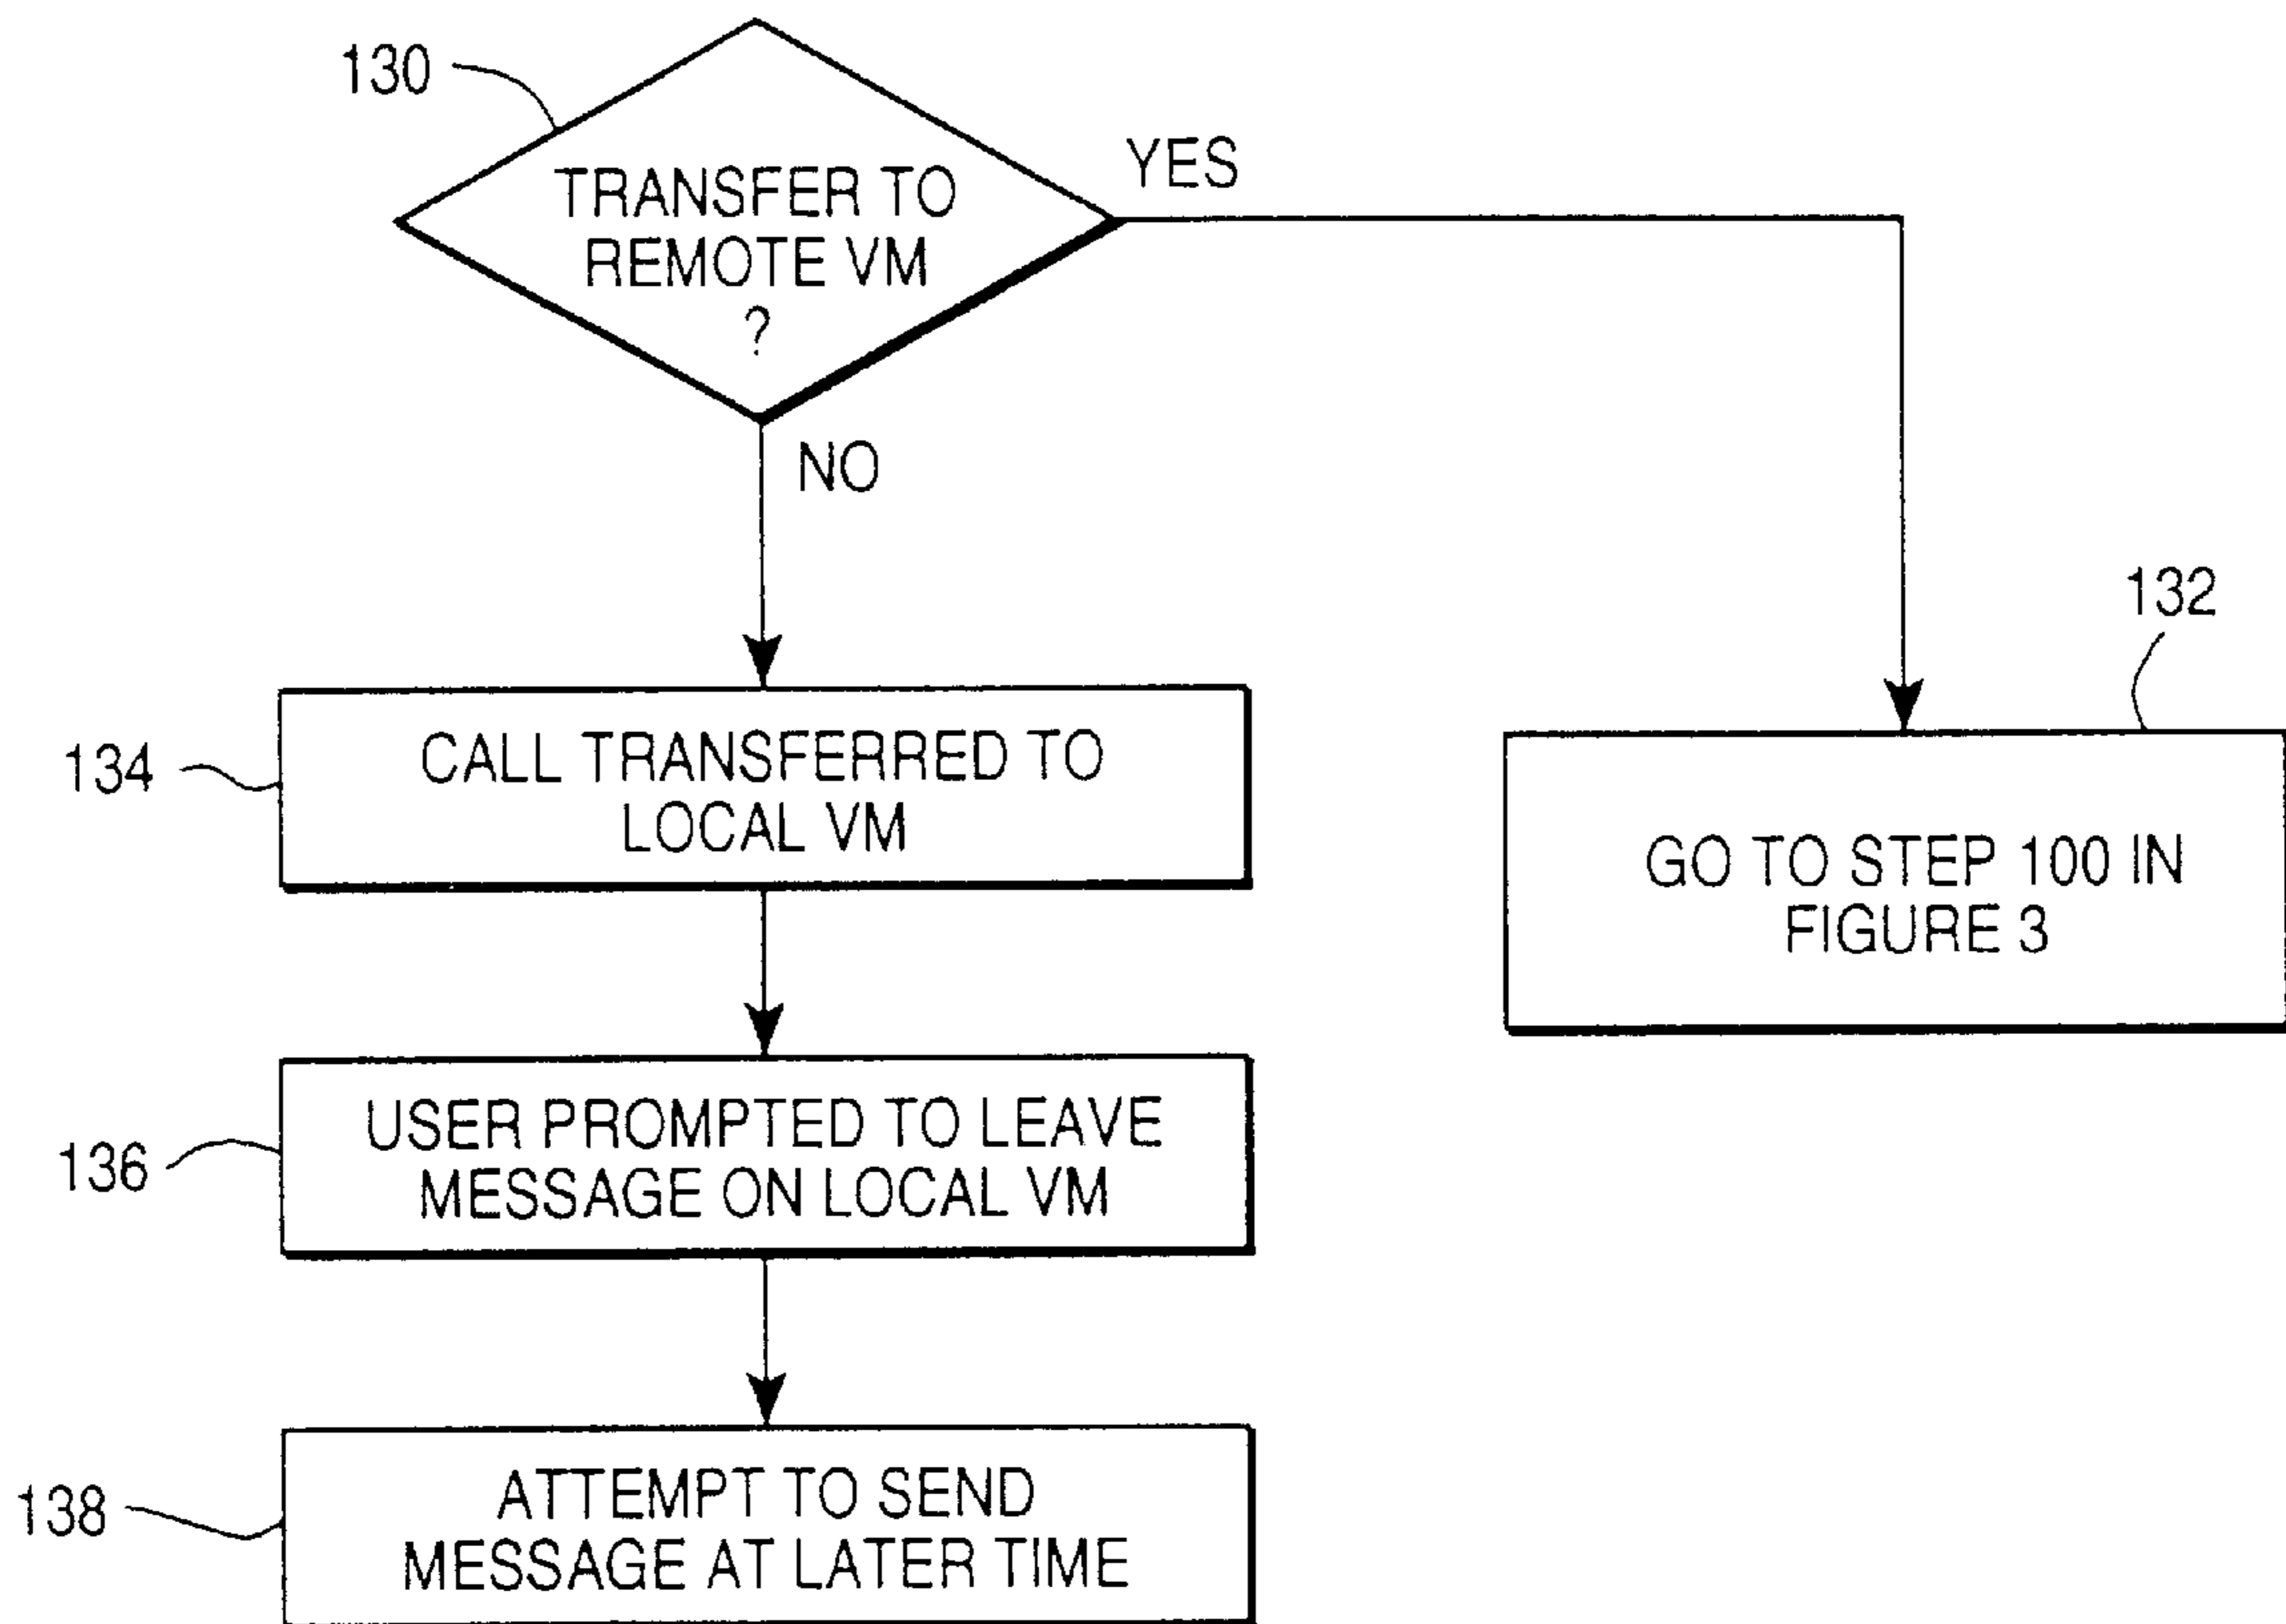 130
TRANSFER TO
REMOTE VM
?
YES
NO
132
134
CALL TRANSFERRED TO
LOCAL VM
GO TO STEP 100 IN
FIGURE 3
136
USER PROMPTED TO LEAVE
MESSAGE ON LOCAL VM
138
ATTEMPT TO SEND
MESSAGE AT LATER TIME